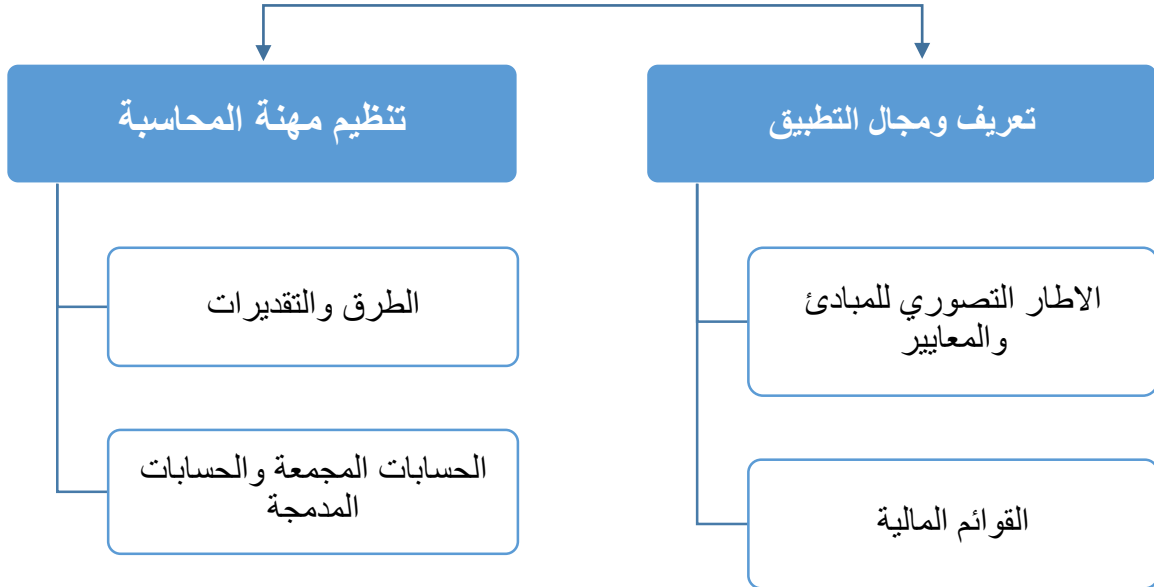 تعريف ومجال التطبيق
الاطار التصوري للمبادئ
والمعايير
القوائم المالية
تنظيم مهنة المحاسبة
الطرق والتقديرات
الحسابات المجمعة والحسابات
المدمجة